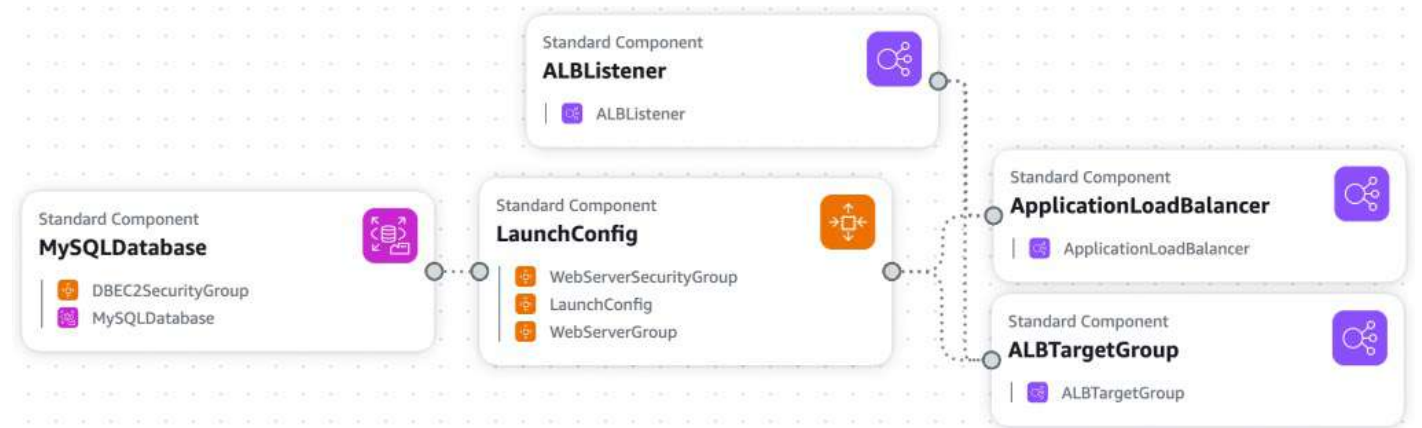 Standard Component
ALBListener
ALBListener
Standard Component
MySQLDatabase
DBEC2SecurityGroup
MySQLDatabase
Standard Component
LaunchConfig
WebServerSecurityGroup
LaunchConfig
WebServerGroup
Standard Component
ApplicationLoadBalancer
ApplicationLoadBalancer
Standard Component
ALBTargetGroup
ALBTargetGroup